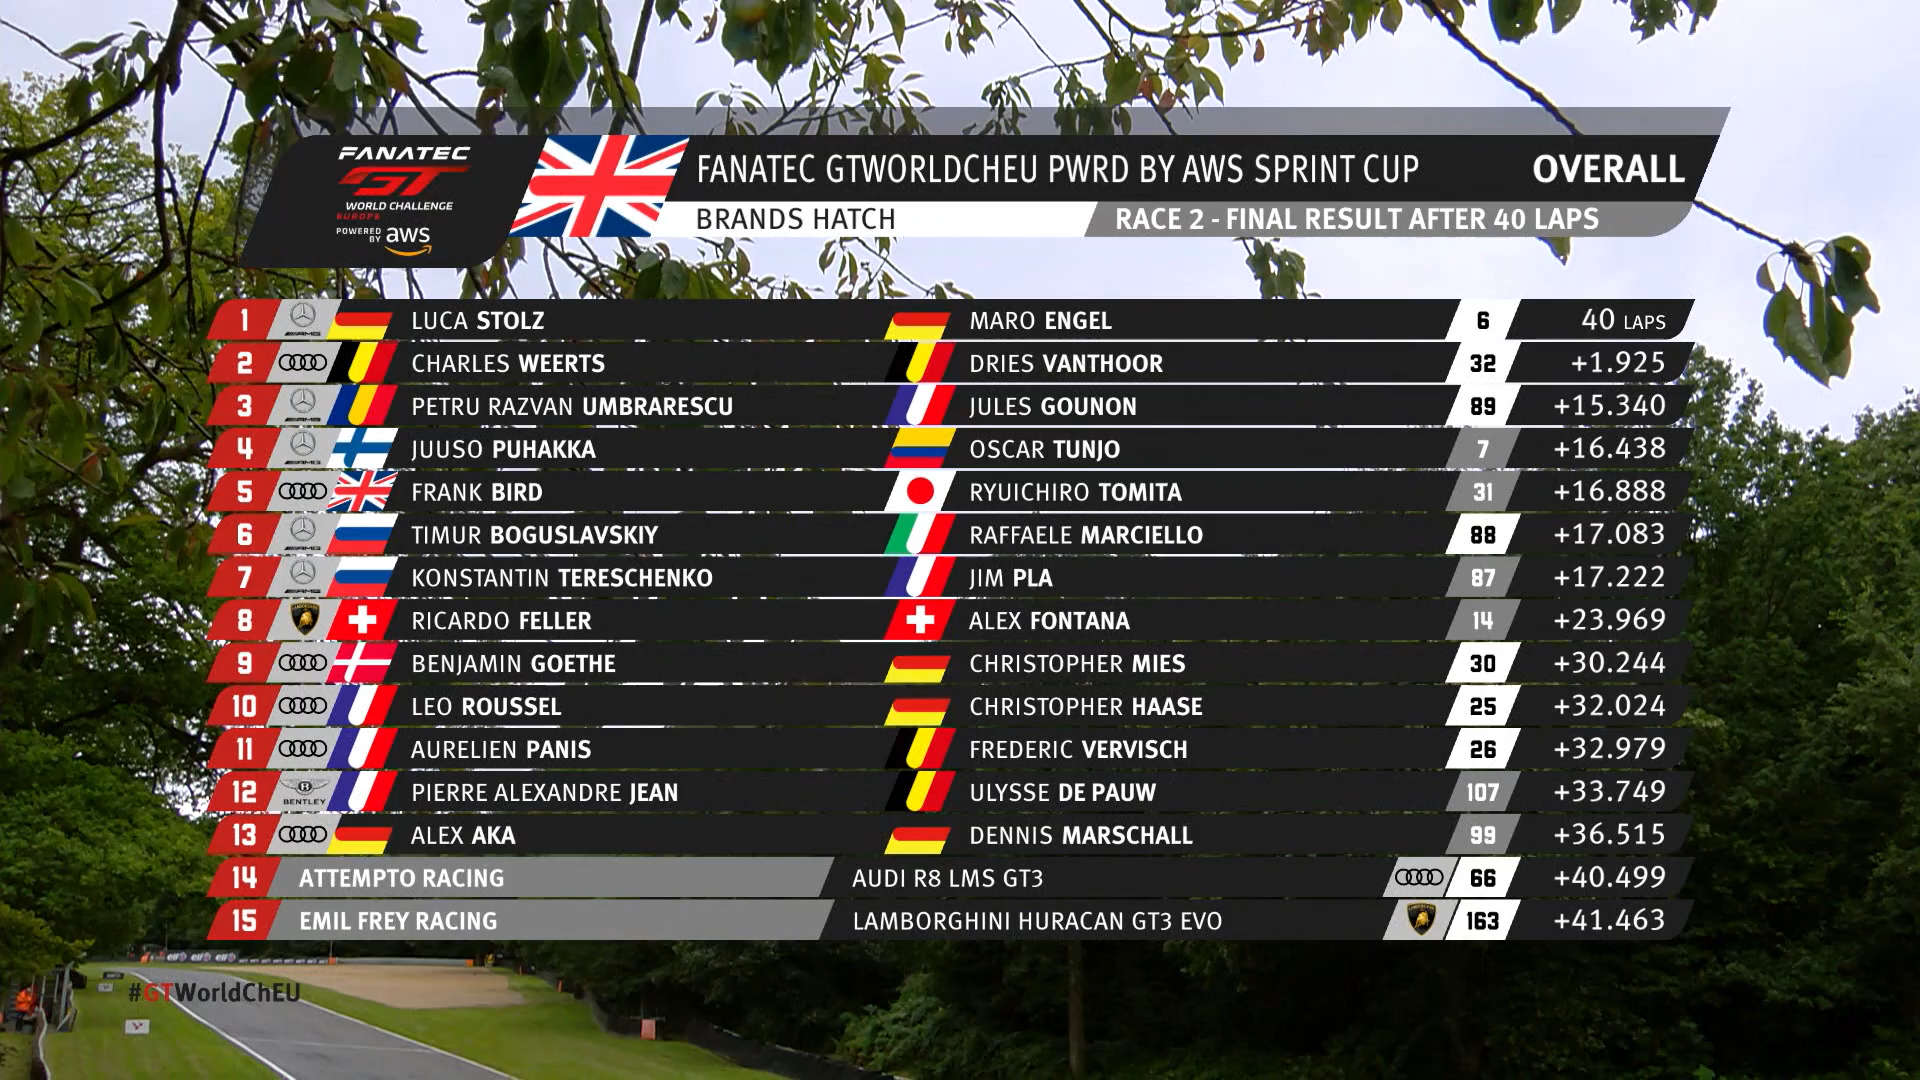 FANATEC
GT
WORLD CHALLENGE
EUROPE
POWERED BY aws
FANATEC GTWORLDCHEU PWRD BY AWS SPRINT CUP OVERALL
BRANDS HATCH RACE 2 - FINAL RESULT AFTER 40 LAPS
1 AMG LUCA STOLZ MARO ENGEL 6 40 LAPS
2 CHARLES WEERTS DRIES VANTHOOR 32 +1.925
3 AMG PETRU RAZVAN UMBRARESCU JULES GOUNON 89 +15.340
4 AMG JUUSO PUHAKKA OSCAR TUNJO 7 +16.438
5 FRANK BIRD RYUICHIRO TOMITA 31 +16.888
6 AMG TIMUR BOGUSLAVSKIY RAFFAELE MARCIELLO 88 +17.083
7 AMG KONSTANTIN TERESCHENKO JIM PLA 87 +17.222
8 RICARDO FELLER ALEX FONTANA 14 +23.969
9 BENJAMIN GOETHE CHRISTOPHER MIES 30 +30.244
10 LEO ROUSSEL CHRISTOPHER HAASE 25 +32.024
11 AURELIEN PANIS FREDERIC VERVISCH 26 +32.979
12 B BENTLEY PIERRE ALEXANDRE JEAN ULYSSE DE PAUW 107 +33.749
13 ALEX AKA DENNIS MARSCHALL 99 +36.515
14 ATTEMPTO RACING AUDI R8 LMS GT3 66 +40.499
15 EMIL FREY RACING LAMBORGHINI HURACAN GT3 EVO 163 +41.463
elf elf elf
#GTWorldChEU